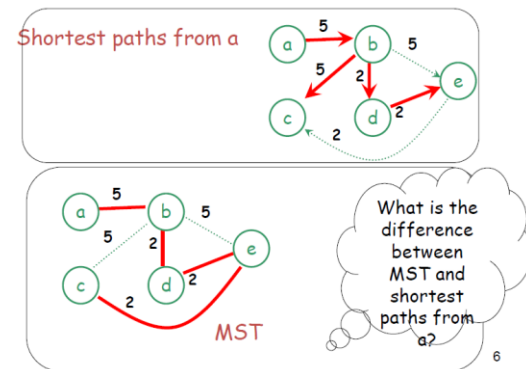 Shortest paths from a
5
a
b
5
5
2
e
c
d
2
2
5
a
b
5
5
2
e
c
d
2
2
MST
What is the
difference
between
MST and
shortest
paths from
a?
6